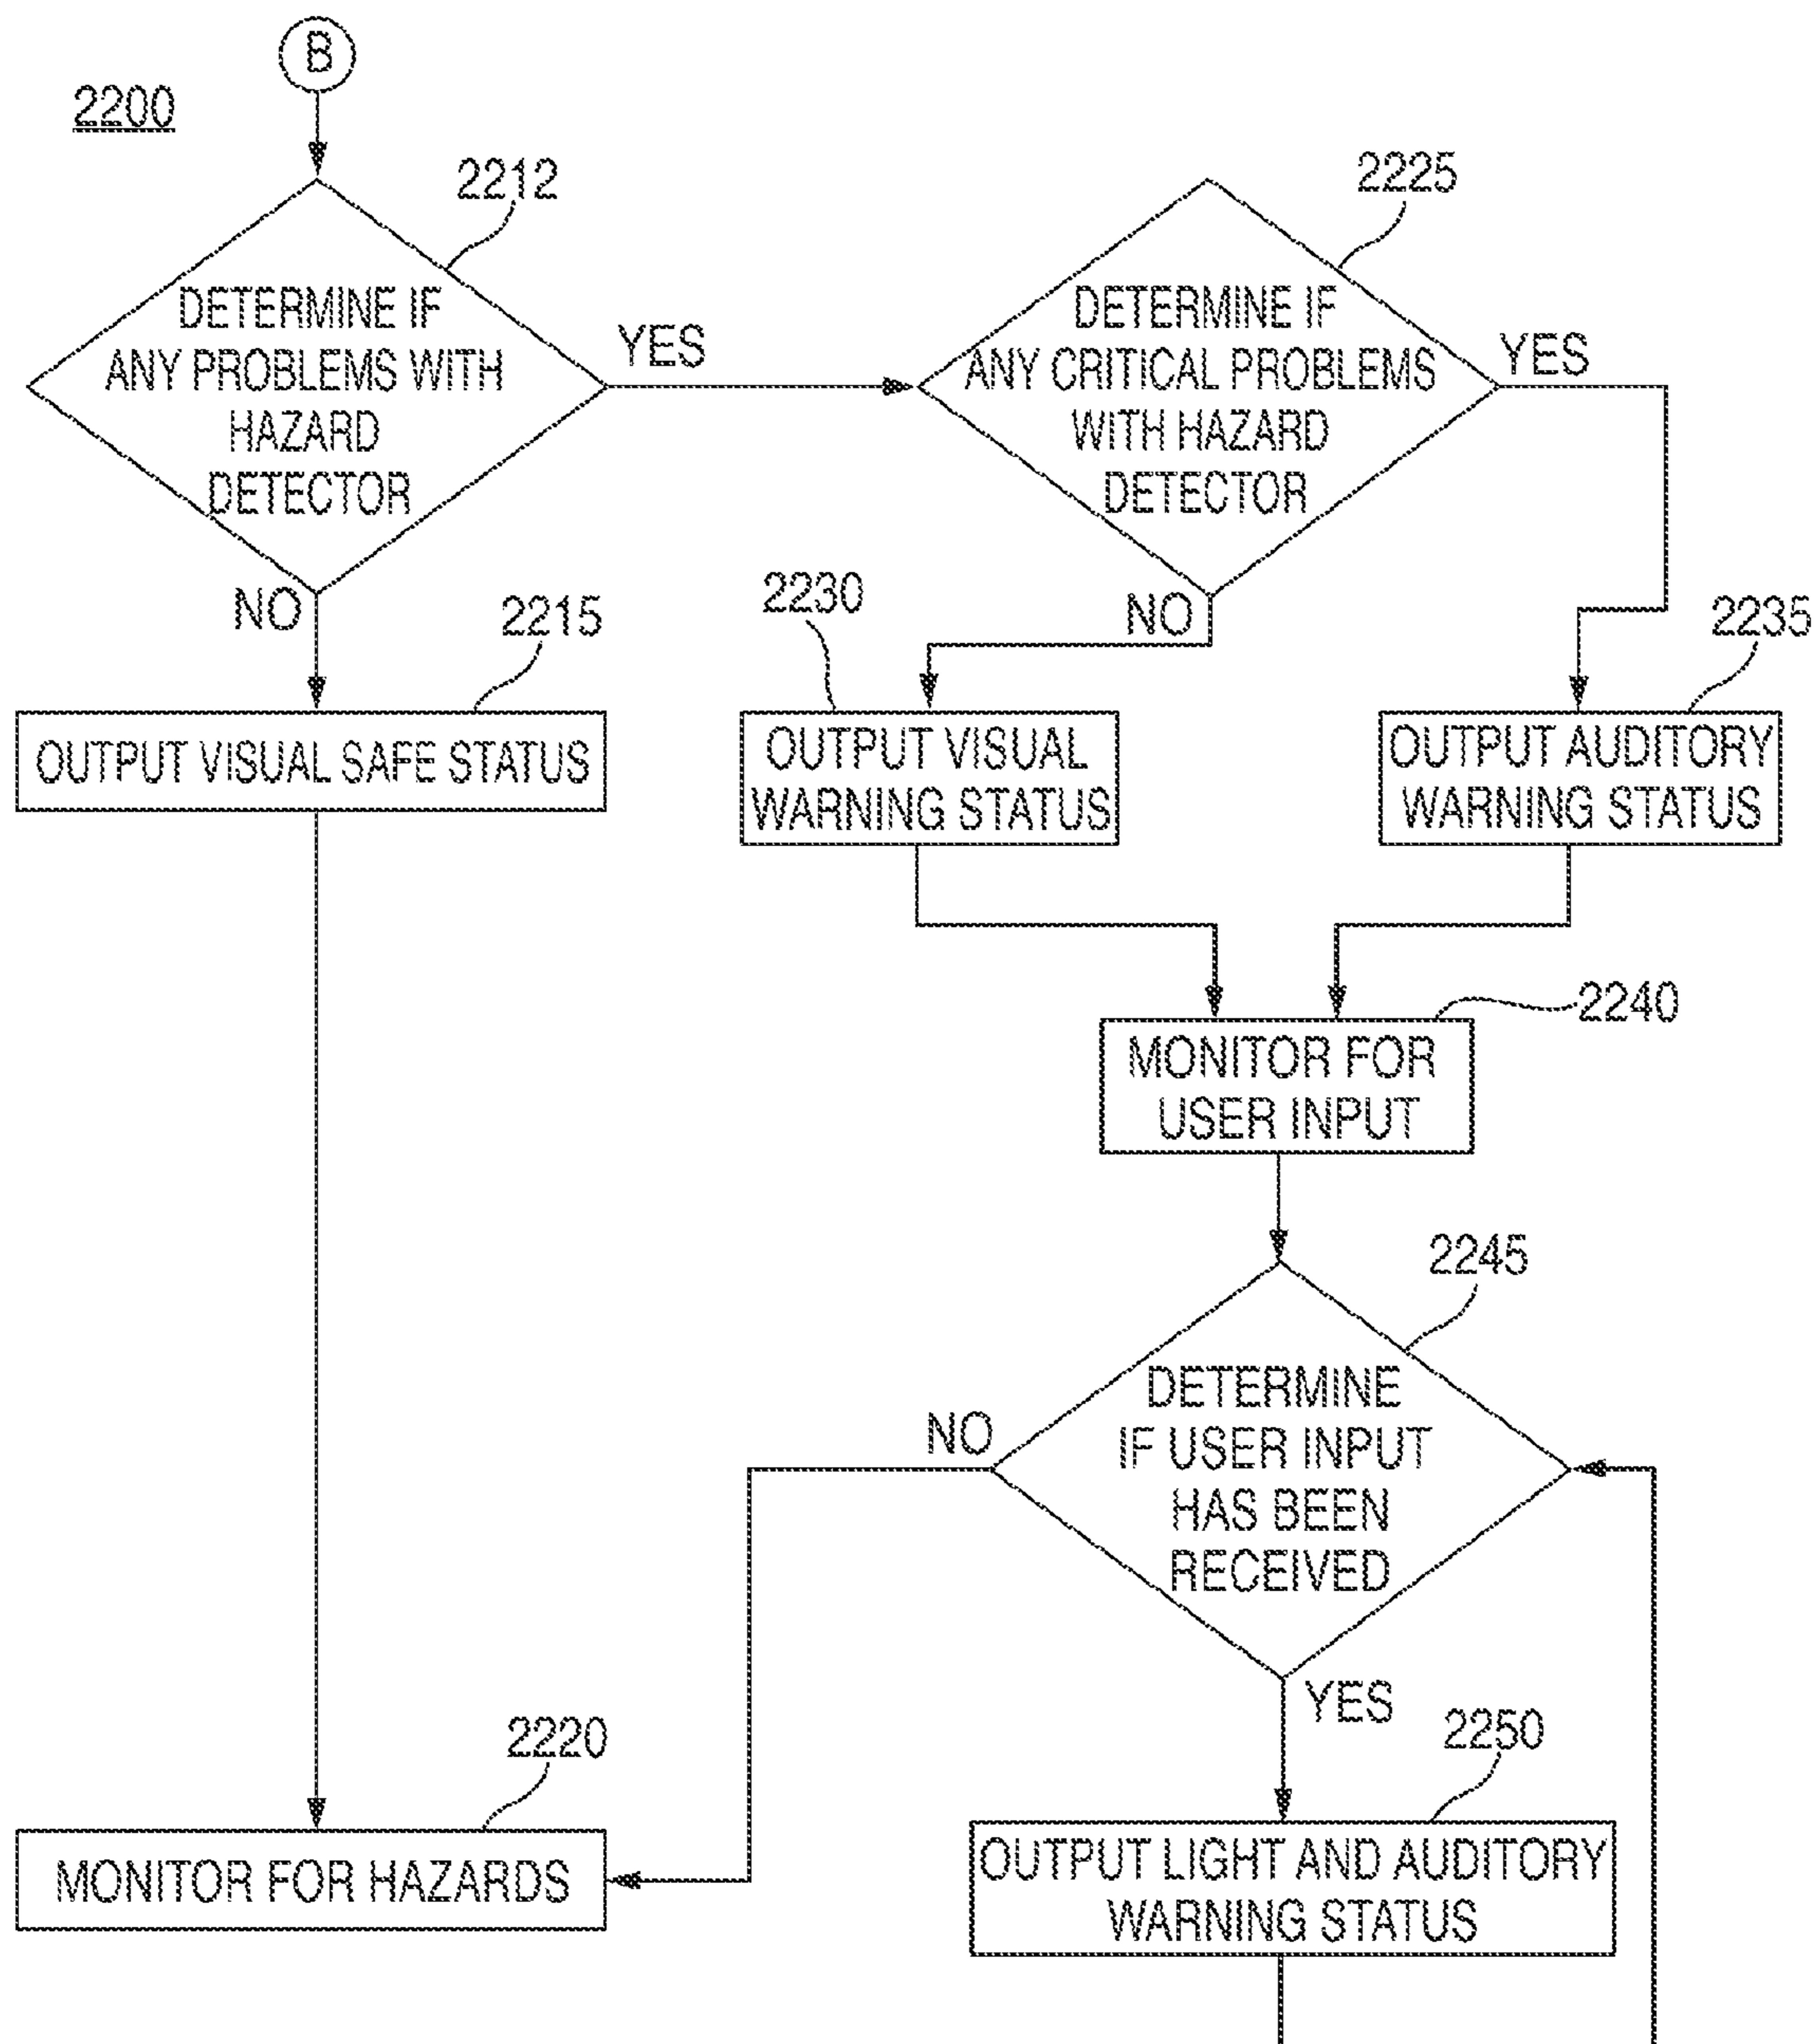 B
2200
2212
DETERMINE IF
ANY PROBLEMS WITH
HAZARD
DETECTOR
YES
NO
2225
DETERMINE IF
ANY CRITICAL PROBLEMS
WITH HAZARD
DETECTOR
YES
NO
2215
OUTPUT VISUAL SAFE STATUS
2230
OUTPUT VISUAL
WARNING STATUS
2235
OUTPUT AUDITORY
WARNING STATUS
2240
MONITOR FOR
USER INPUT
2245
DETERMINE
IF USER INPUT
HAS BEEN
RECEIVED
NO
YES
2220
MONITOR FOR HAZARDS
2250
OUTPUT LIGHT AND AUDITORY
WARNING STATUS